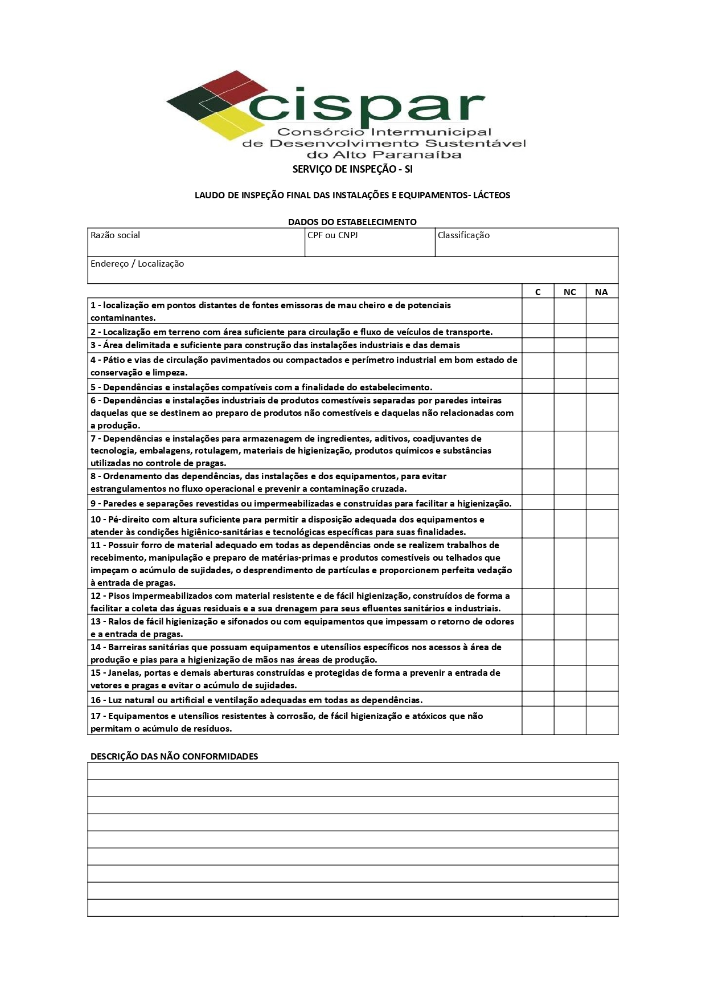 cispar
Consórcio Intermunicipal
de Desenvolvimento Sustentável
do Alto Paranaíba
SERVIÇO DE INSPEÇÃO - SI
LAUDO DE INSPEÇÃO FINAL DAS INSTALAÇÕES E EQUIPAMENTOS- LÁCTEOS
DADOS DO ESTABELECIMENTO
Razão social CPF ou CNPJ Classificação
Endereço / Localização
C NC NA
1 - localização em pontos distantes de fontes emissoras de mau cheiro e de potenciais
contaminantes.
2 - Localização em terreno com área suficiente para circulação e fluxo de veículos de transporte.
3 - Área delimitada e suficiente para construção das instalações industriais e das demais
4 - Pátio e vias de circulação pavimentados ou compactados e perímetro industrial em bom estado de
conservação e limpeza.
5 - Dependências e instalações compatíveis com a finalidade do estabelecimento.
6 - Dependências e instalações industriais de produtos comestíveis separadas por paredes inteiras
daquelas que se destinem ao preparo de produtos não comestíveis e daquelas não relacionadas com
a produção.
7 - Dependências e instalações para armazenagem de ingredientes, aditivos, coadjuvantes de
tecnologia, embalagens, rotulagem, materiais de higienização, produtos químicos e substâncias
utilizadas no controle de pragas.
8 - Ordenamento das dependências, das instalações e dos equipamentos, para evitar
estrangulamentos no fluxo operacional e prevenir a contaminação cruzada.
9 - Paredes e separações revestidas ou impermeabilizadas e construídas para facilitar a higienização.
10 - Pé-direito com altura suficiente para permitir a disposição adequada dos equipamentos e
atender às condições higiênico-sanitárias e tecnológicas específicas para suas finalidades.
11 - Possuir forro de material adequado em todas as dependências onde se realizem trabalhos de
recebimento, manipulação e preparo de matérias-primas e produtos comestíveis ou telhados que
impeçam o acúmulo de sujidades, o desprendimento de partículas e proporcionem perfeita vedação
à entrada de pragas.
12 - Pisos impermeabilizados com material resistente e de fácil higienização, construídos de forma a
facilitar a coleta das águas residuais e a sua drenagem para seus efluentes sanitários e industriais.
13 - Ralos de fácil higienização e sifonados ou com equipamentos que impessam o retorno de odores
e a entrada de pragas.
14 - Barreiras sanitárias que possuam equipamentos e utensílios específicos nos acessos à área de
produção e pias para a higienização de mãos nas áreas de produção.
15 - Janelas, portas e demais aberturas construídas e protegidas de forma a prevenir a entrada de
vetores e pragas e evitar o acúmulo de sujidades.
16 - Luz natural ou artificial e ventilação adequadas em todas as dependências.
17 - Equipamentos e utensílios resistentes à corrosão, de fácil higienização e atóxicos que não
permitam o acúmulo de resíduos.
DESCRIÇÃO DAS NÃO CONFORMIDADES